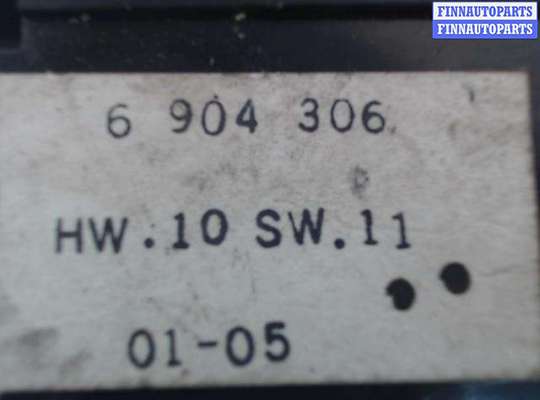 FINNAUTOPARTS
FINNAUTOPARTS
6 904 306
HW.10 SW.11
01-05